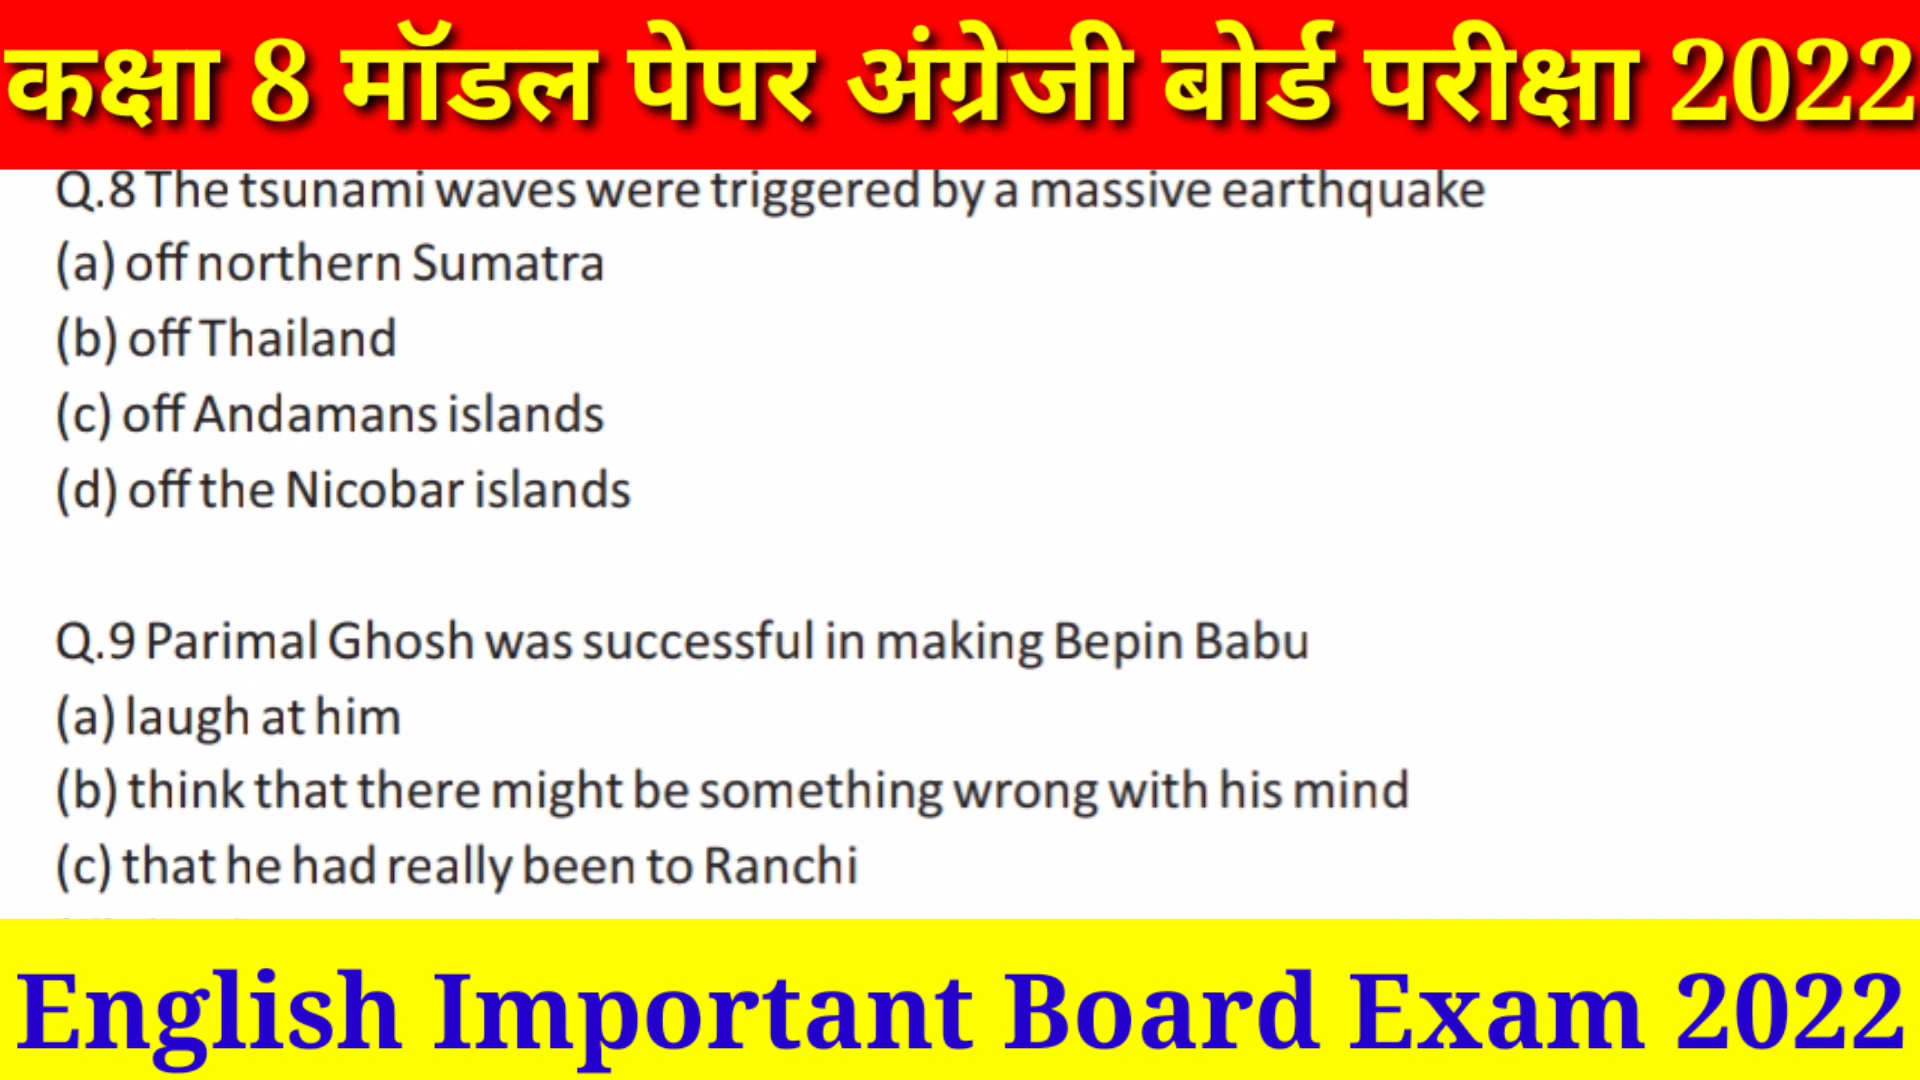 कक्षा 8 मॉडल पेपर अंग्रेजी बोर्ड परीक्षा 2022
Q.8 The tsunami waves were triggered by a massive earthquake
(a) off northern Sumatra
(b) off Thailand
(c) off Andamans islands
(d) off the Nicobar islands
Q.9 Parimal Ghosh was successful in making Bepin Babu
(a) laugh at him
(b) think that there might be something wrong with his mind
(c) that he had really been to Ranchi
English Important Board Exam 2022